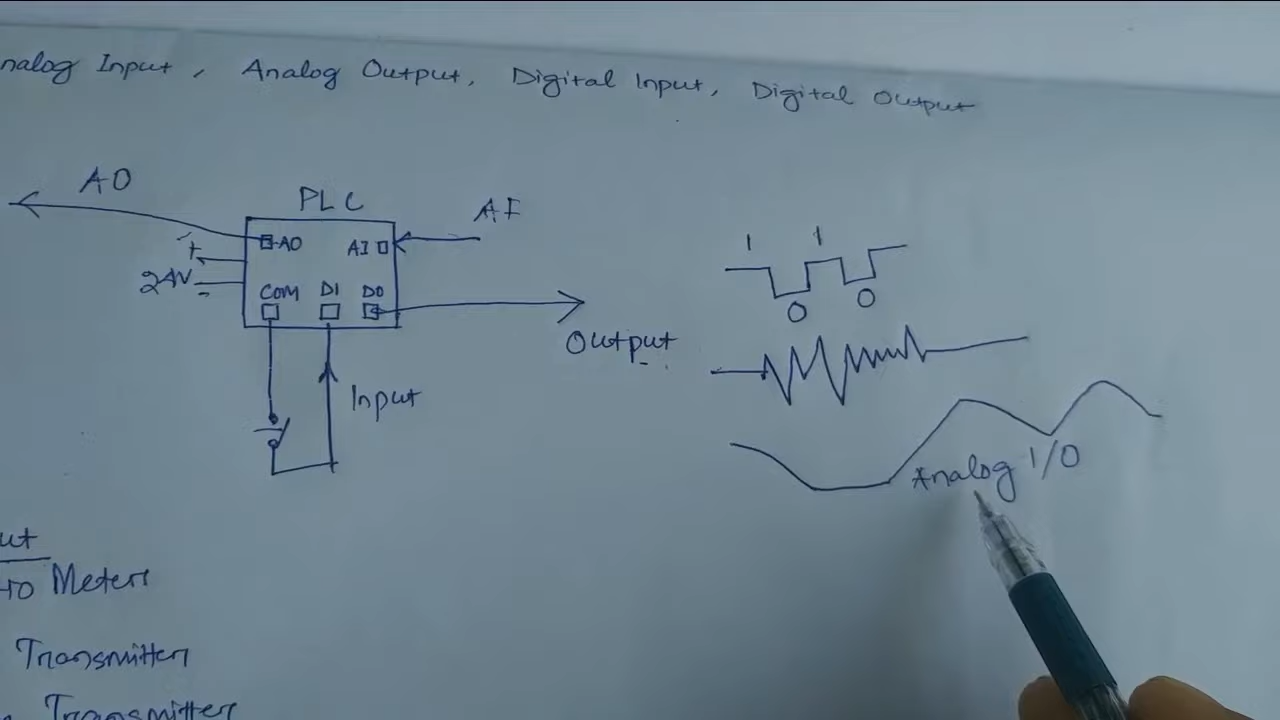 nalog Input, Analog Output, Digital Input, Digital Output
AO
PLC
AI
AO AI
+
24V
-
COM DI DO
Output
Input
1 1
0 0
Analog I/O
ut
Meters
Transmitter
Transmitter